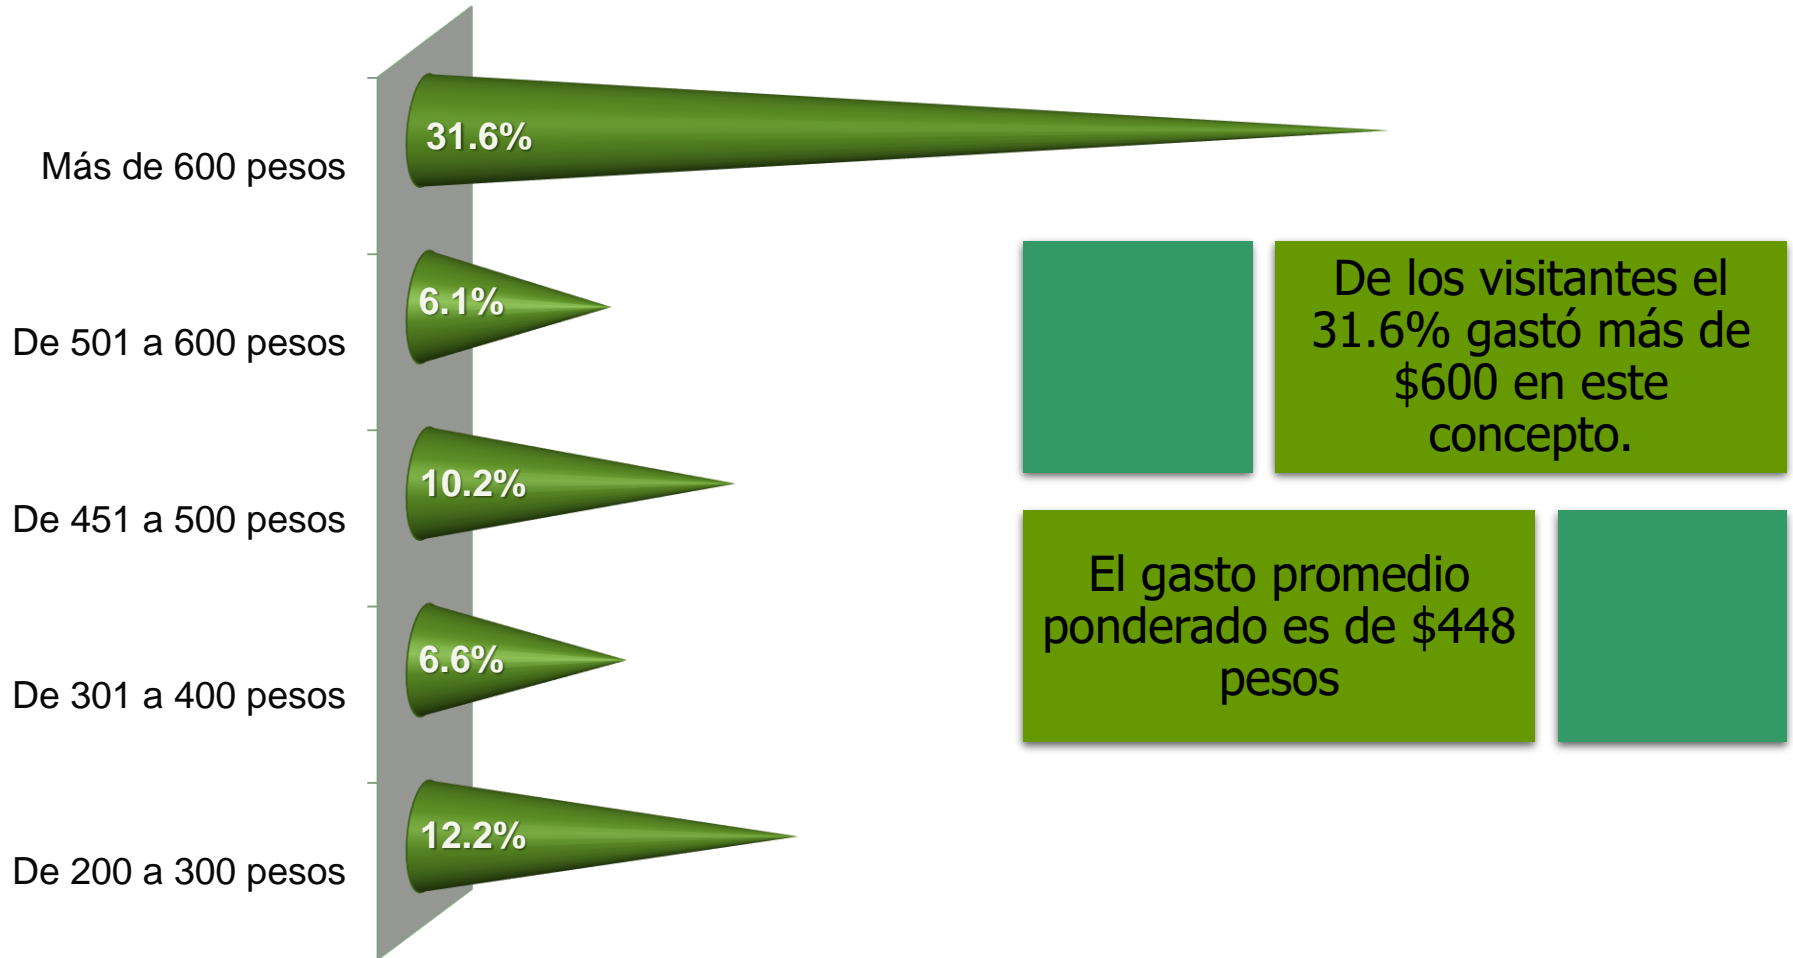 Más de 600 pesos
31.6%
De 501 a 600 pesos
6.1%
De 451 a 500 pesos
10.2%
De 301 a 400 pesos
6.6%
De 200 a 300 pesos
12.2%
De los visitantes el
31.6% gastó más de
$600 en este
concepto.
El gasto promedio
ponderado es de $448
pesos